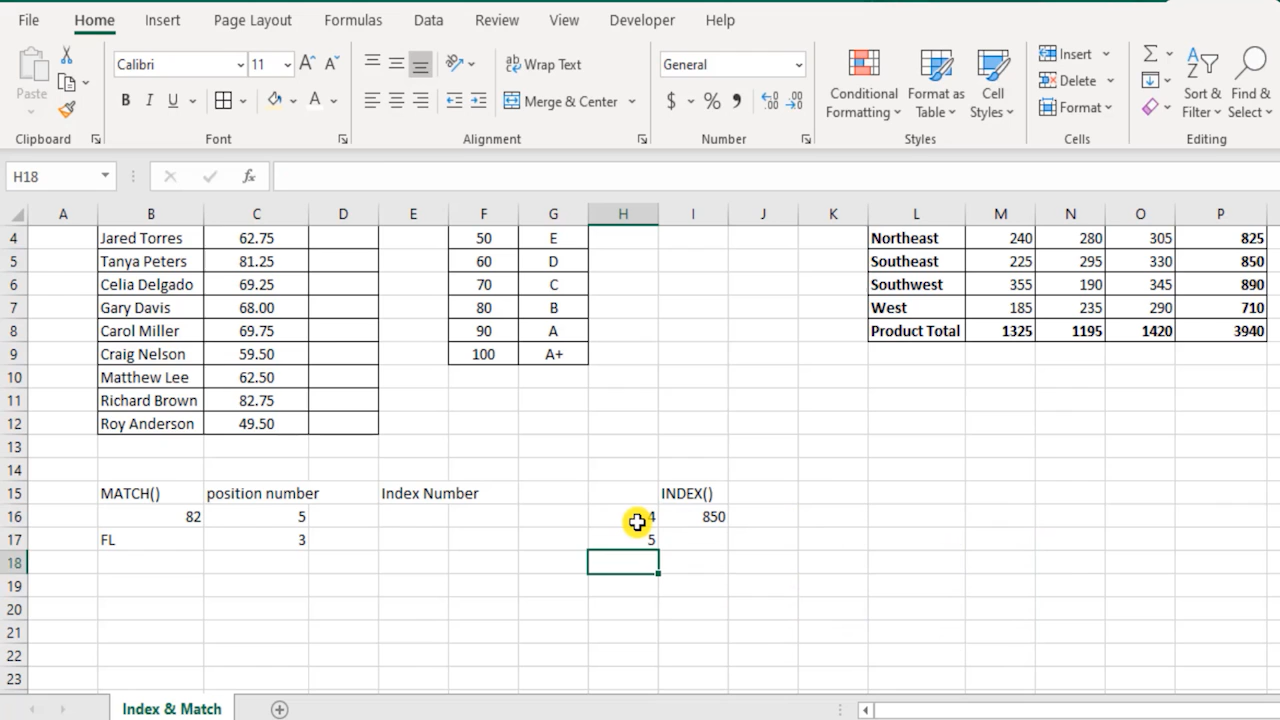 File Home Insert Page Layout Formulas Data Review View Developer Help
Paste
Calibri 11 A A
B I U A
ab Wrap Text
Merge & Center
General
$ % ,
Conditional Formatting
Format as Table
Cell Styles
Insert
Delete
Format
Sort & Filter
Find & Select
Clipboard Font Alignment Number Styles Cells Editing
H18 fx
A B C D E F G H I J K L M N O P
4 Jared Torres 62.75 50 E Northeast 240 280 305 825
5 Tanya Peters 81.25 60 D Southeast 225 295 330 850
6 Celia Delgado 69.25 70 C Southwest 355 190 345 890
7 Gary Davis 68.00 80 B West 185 235 290 710
8 Carol Miller 69.75 90 A Product Total 1325 1195 1420 3940
9 Craig Nelson 59.50 100 A+
10 Matthew Lee 62.50
11 Richard Brown 82.75
12 Roy Anderson 49.50
13
14
15 MATCH() position number Index Number INDEX()
16 82 5 4 850
17 FL 3 5
18
19
20
21
22
23
Index & Match